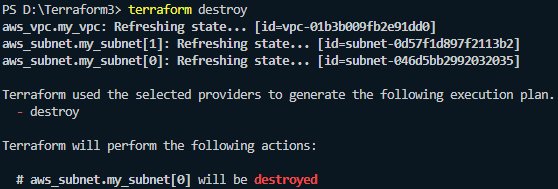 PS D:\Terraform3> terraform destroy
aws_vpc.my_vpc: Refreshing state... [id=vpc-01b3b009fb2e91dd0]
aws_subnet.my_subnet[1]: Refreshing state... [id=subnet-0d57f1d897f2113b2]
aws_subnet.my_subnet[0]: Refreshing state... [id=subnet-046d5bb2992032035]
Terraform used the selected providers to generate the following execution plan.
- destroy
Terraform will perform the following actions:
# aws_subnet.my_subnet[0] will be destroyed